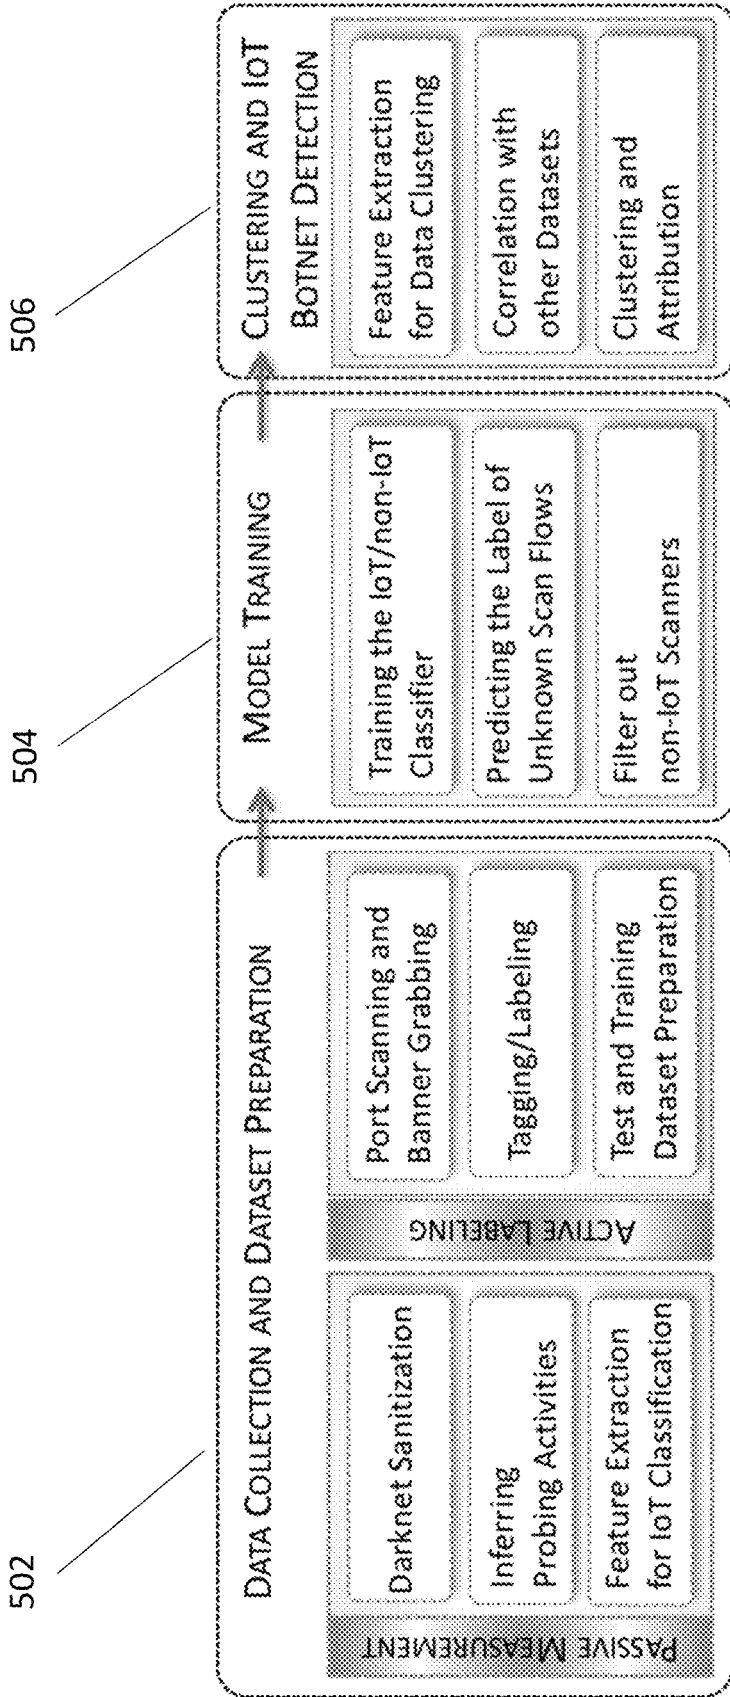 502
DATA COLLECTION AND DATASET PREPARATION
PASSIVE MEASUREMENT
Darknet Sanitization
Inferring
Probing Activities
Feature Extraction
for IoT Classification
ACTIVE LABELING
Port Scanning and
Banner Grabbing
Tagging/Labeling
Test and Training
Dataset Preparation
504
MODEL TRAINING
Training the IoT/non-IoT
Classifier
Predicting the Label of
Unknown Scan Flows
Filter out
non-IoT Scanners
506
CLUSTERING AND IOT
BOTNET DETECTION
Feature Extraction
for Data Clustering
Correlation with
other Datasets
Clustering and
Attribution